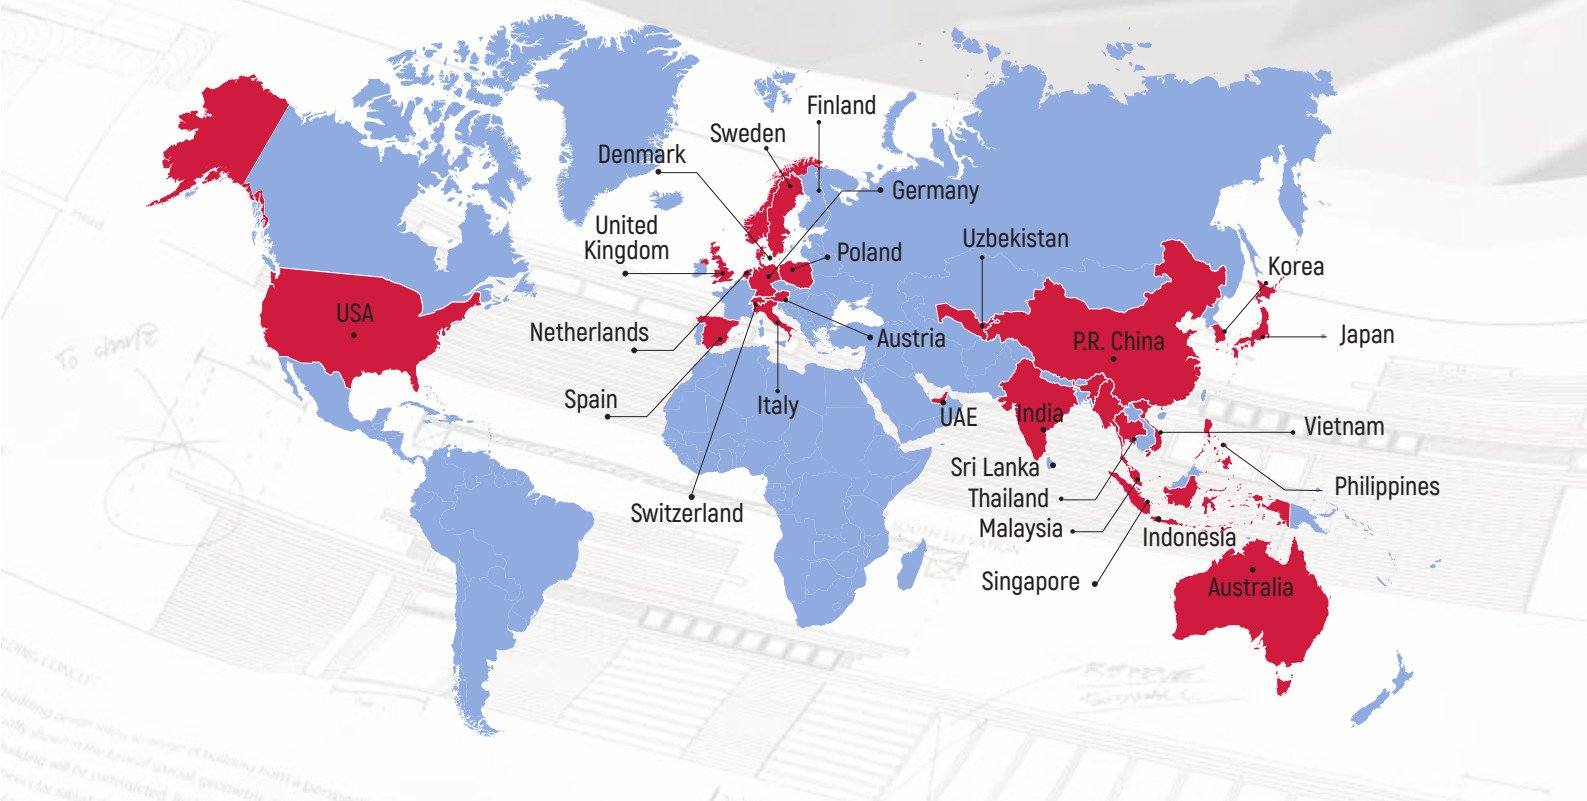 Finland
Sweden
Denmark
Germany
United
Kingdom
Poland
Uzbekistan
Korea
USA
Netherlands
Austria
P.R. China
Japan
Spain
Italy
UAE
India
Vietnam
Sri Lanka
Thailand
Philippines
Switzerland
Malaysia
Indonesia
Singapore
Australia